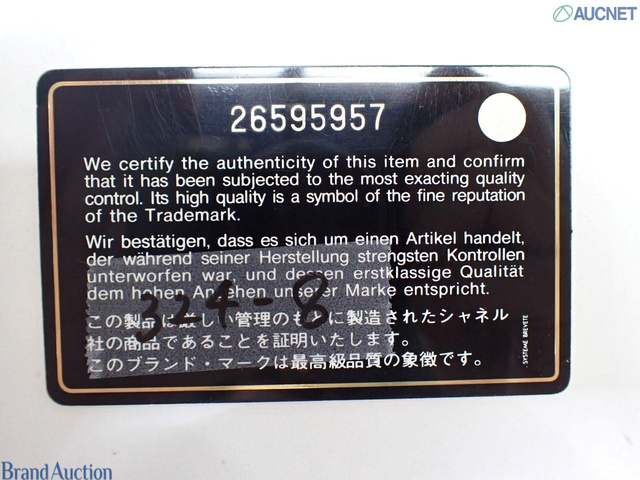 AUCNET
26595957
We certify the authenticity of this item and confirm
that it has been subjected to the most exacting quality
control. Its high quality is a symbol of the fine reputation
of the Trademark.
Wir bestätigen, dass es sich um einen Artikel handelt,
der während seiner Herstellung strengsten Kontrollen
unterworfen war, und dessen erstklassige Qualität
dem hohen Ansehen unserer Marke entspricht.
324-8
この製品は厳しい管理のもとに製造されたシャネル
社の商品であることを証明いたします。
このブランド・マークは最高級品質の象徴です。
SYSTEME BREVETE
Brand Auction